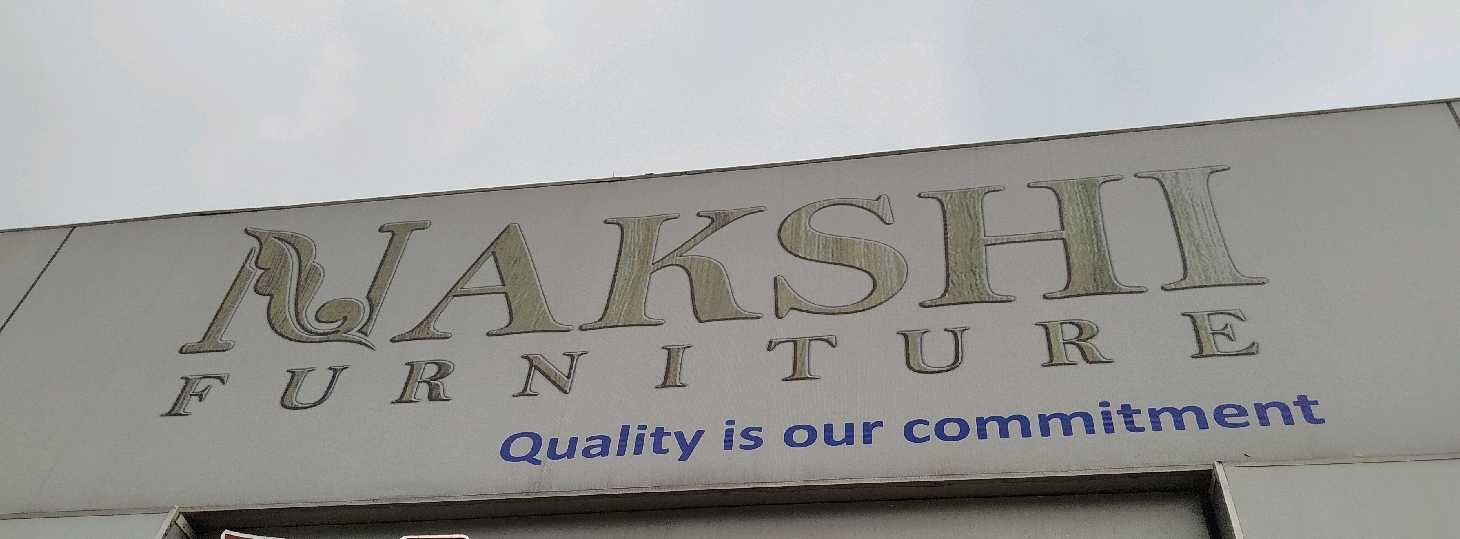 NAKSHI
FURNITURE
Quality is our commitment